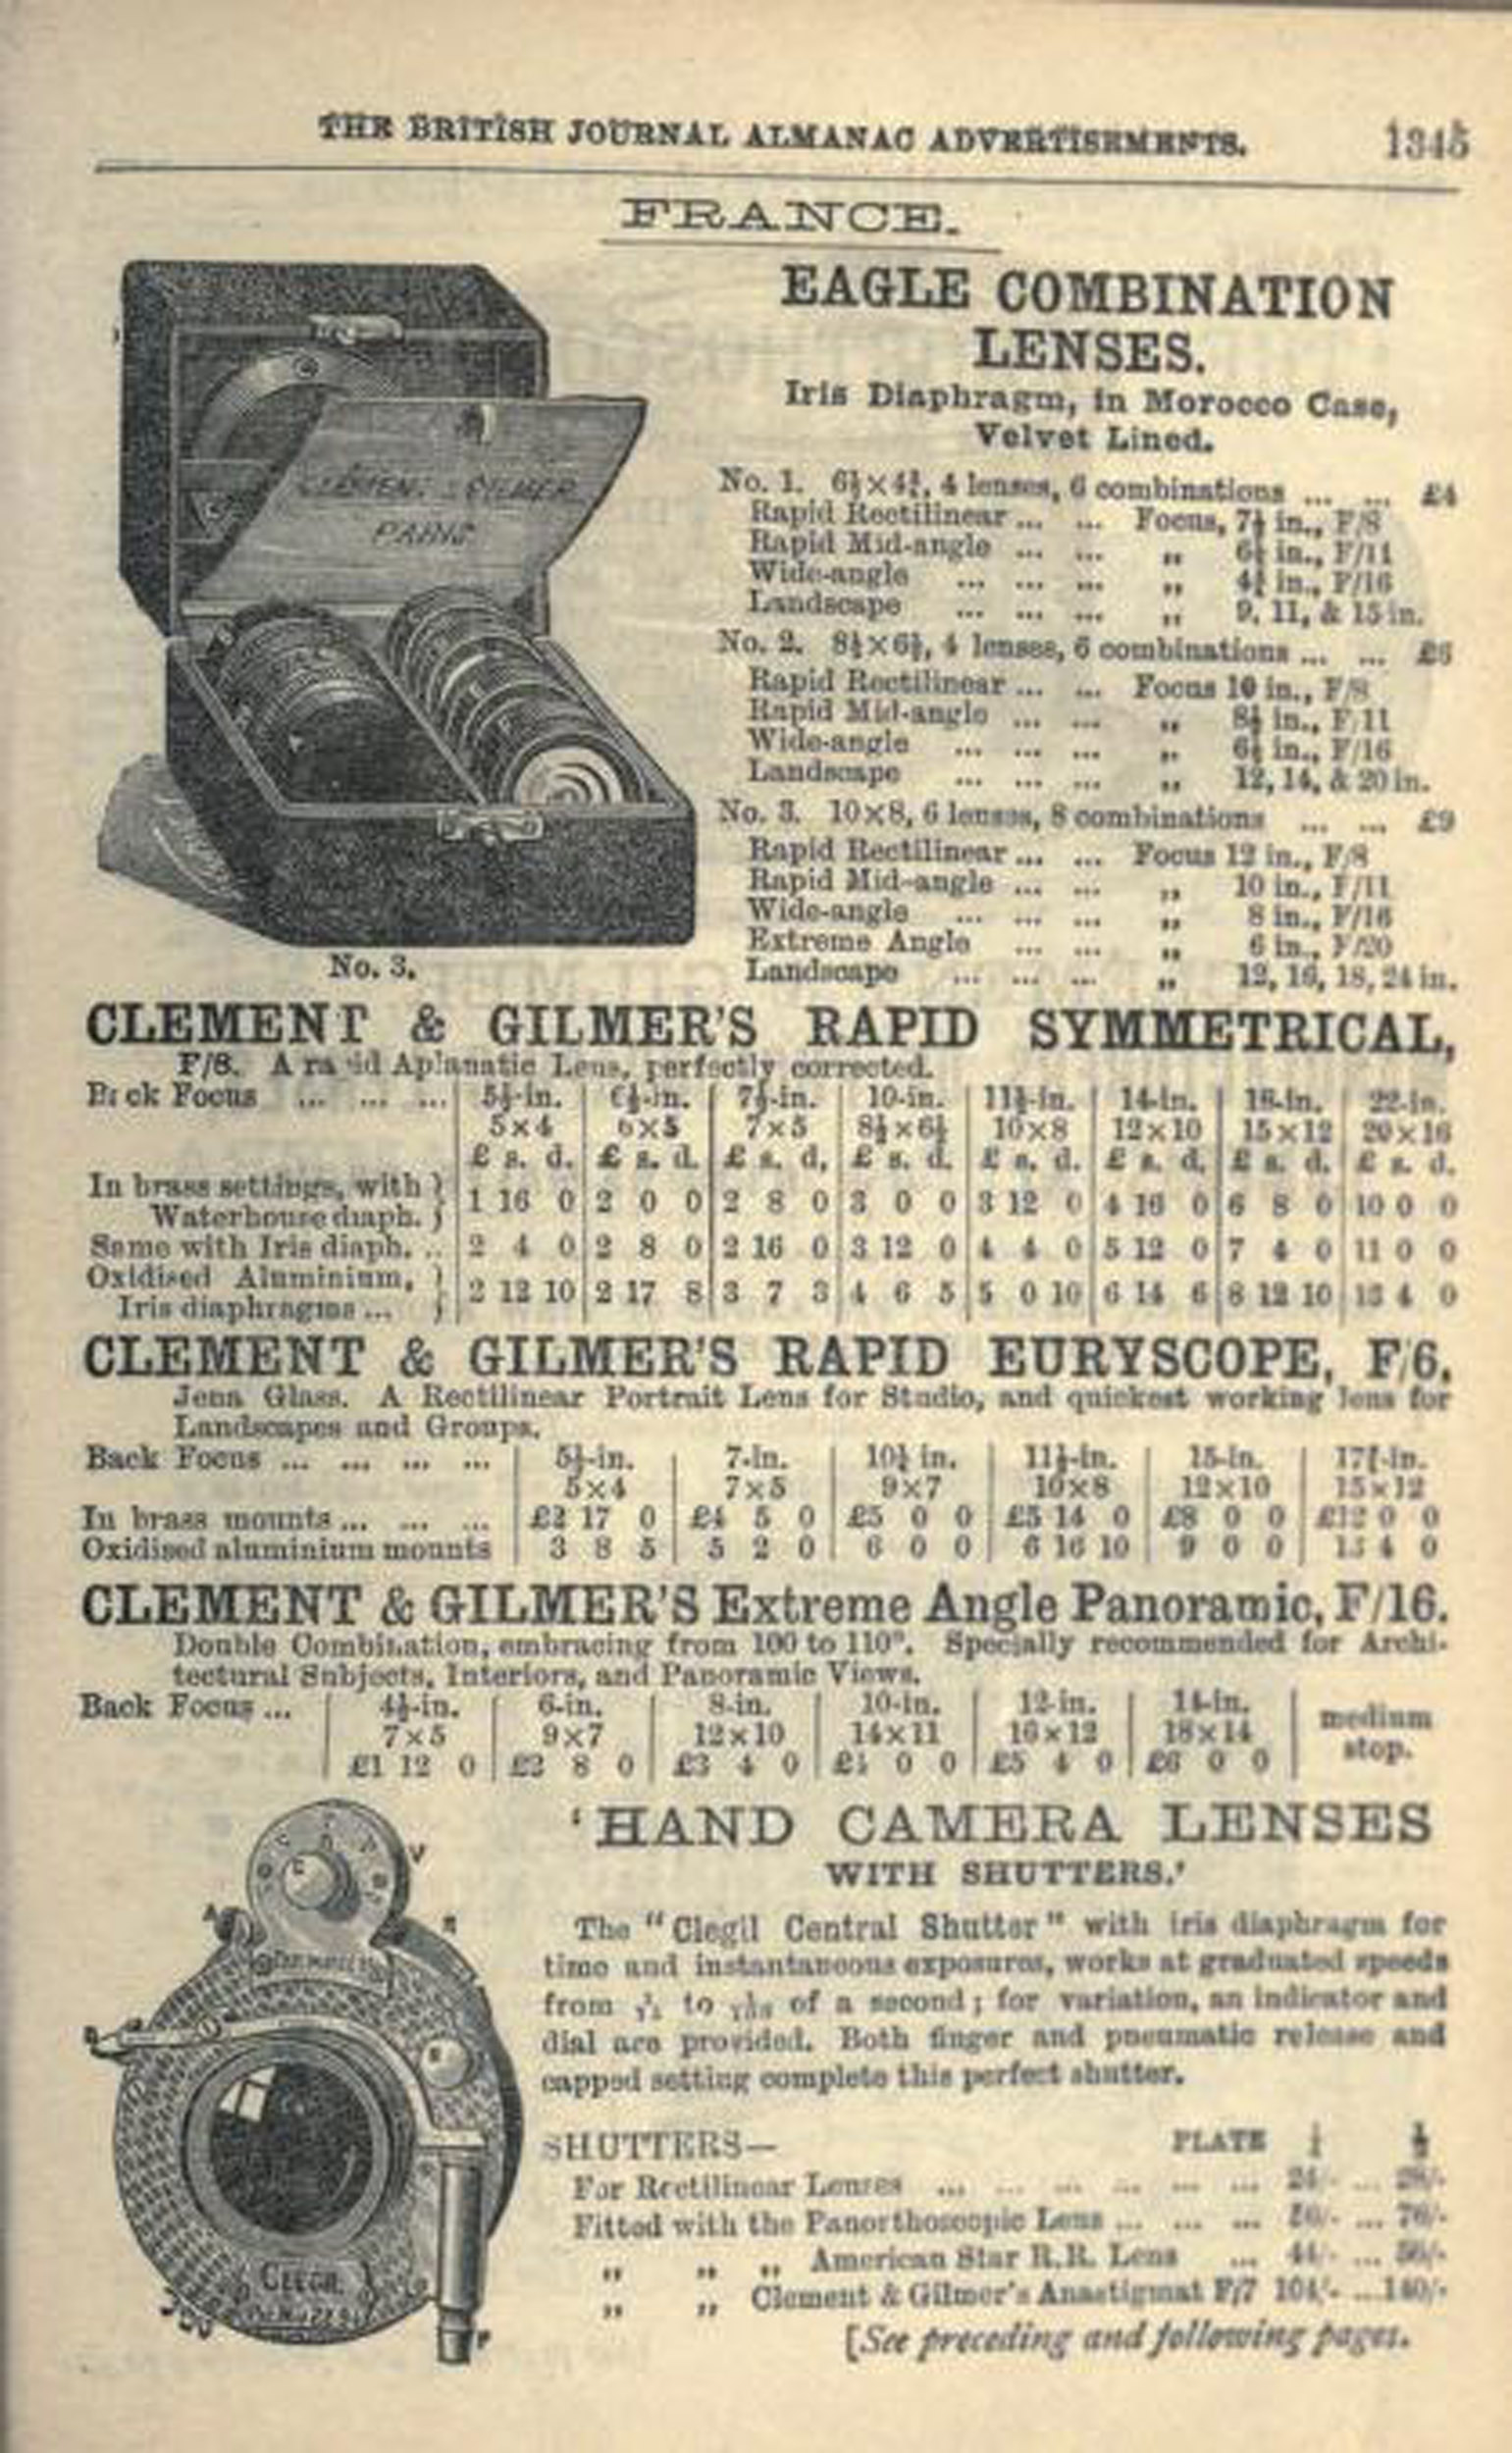 THE BRITISH JOURNAL ALMANAC ADVERTISEMENTS. 1345
FRANCE.
EAGLE COMBINATION
LENSES.
Iris Diaphragm, in Morocco Case,
Velvet Lined.
No. 1. 6½×4¾, 4 lenses, 6 combinations ... ... £4
Rapid Rectilinear ... ... Focus, 7½ in., F/8
Rapid Mid-angle ... ... „ 6½ in., F/11
Wide-angle ... ... ... „ 4¾ in., F/16
Landscape ... ... ... „ 9, 11, & 15 in.
No. 2. 8½×6½, 4 lenses, 6 combinations ... ... £6
Rapid Rectilinear ... ... Focus 10 in., F/8
Rapid Mid-angle ... ... „ 8½ in., F/11
Wide-angle ... ... ... „ 6½ in., F/16
Landscape ... ... ... „ 12, 14, & 20 in.
No. 3. 10×8, 6 lenses, 8 combinations ... ... £9
Rapid Rectilinear ... ... Focus 12 in., F/8
Rapid Mid-angle ... ... „ 10 in., F/11
Wide-angle ... ... ... „ 8 in., F/16
Extreme Angle ... ... „ 6 in., F/20
Landscape ... ... ... „ 12, 16, 18, 24 in.
GILMER
PARIS
No. 3.
CLEMENT & GILMER'S RAPID SYMMETRICAL,
F/8. A rapid Aplanatic Lens, perfectly corrected.
Back Focus ... ... ... 5½-in. 6½-in. 7½-in. 10-in. 11½-in. 14-in. 18-in. 22-in.
5×4 6×5 7×5 8½×6½ 10×8 12×10 15×12 20×16
£ s. d. £ s. d. £ s. d. £ s. d. £ s. d. £ s. d. £ s. d. £ s. d.
In brass settings, with }
Waterhouse diaph. } 1 16 0 2 0 0 2 8 0 3 0 0 3 12 0 4 16 0 6 8 0 10 0 0
Same with Iris diaph. .. 2 4 0 2 8 0 2 16 0 3 12 0 4 4 0 5 12 0 7 4 0 11 0 0
Oxidised Aluminium, }
Iris diaphragms ... } 2 12 10 2 17 8 3 7 3 4 6 5 5 0 10 6 14 6 8 12 10 13 4 0
CLEMENT & GILMER'S RAPID EURYSCOPE, F/6,
Jena Glass. A Rectilinear Portrait Lens for Studio, and quickest working lens for
Landscapes and Groups.
Back Focus ... ... ... ... 5½-in. 7-in. 10½ in. 11½-in. 15-in. 17¾-in.
5×4 7×5 9×7 10×8 12×10 15×12
In brass mounts ... ... ... £2 17 0 £4 5 0 £5 0 0 £5 14 0 £8 0 0 £12 0 0
Oxidised aluminium mounts 3 8 5 5 2 0 6 0 0 6 16 10 9 0 0 13 4 0
CLEMENT & GILMER'S Extreme Angle Panoramic, F/16.
Double Combination, embracing from 100 to 110°. Specially recommended for Archi-
tectural Subjects, Interiors, and Panoramic Views.
Back Focus ... 4½-in. 6-in. 8-in. 10-in. 12-in. 14-in. medium
7×5 9×7 12×10 14×11 16×12 18×14 stop.
£1 12 0 £2 8 0 £3 4 0 £4 0 0 £5 4 0 £6 0 0
'HAND CAMERA LENSES
WITH SHUTTERS.'
The "Clegil Central Shutter" with iris diaphragm for
time and instantaneous exposures, works at graduated speeds
from to of a second; for variation, an indicator and
dial are provided. Both finger and pneumatic release and
capped setting complete this perfect shutter.
SHUTTERS— PLATE ¼ ½
For Rectilinear Lenses ... ... ... ... ... ... 24/- ... 28/-
Fitted with the Panorthoscopic Lens ... ... ... ... 76/-
„ „ „ American Star R.R. Lens ... 44/- ... 56/-
„ „ Clement & Gilmer's Anastigmat F/7 104/- ... 140/-
[See preceding and following pages.
CLEGIL